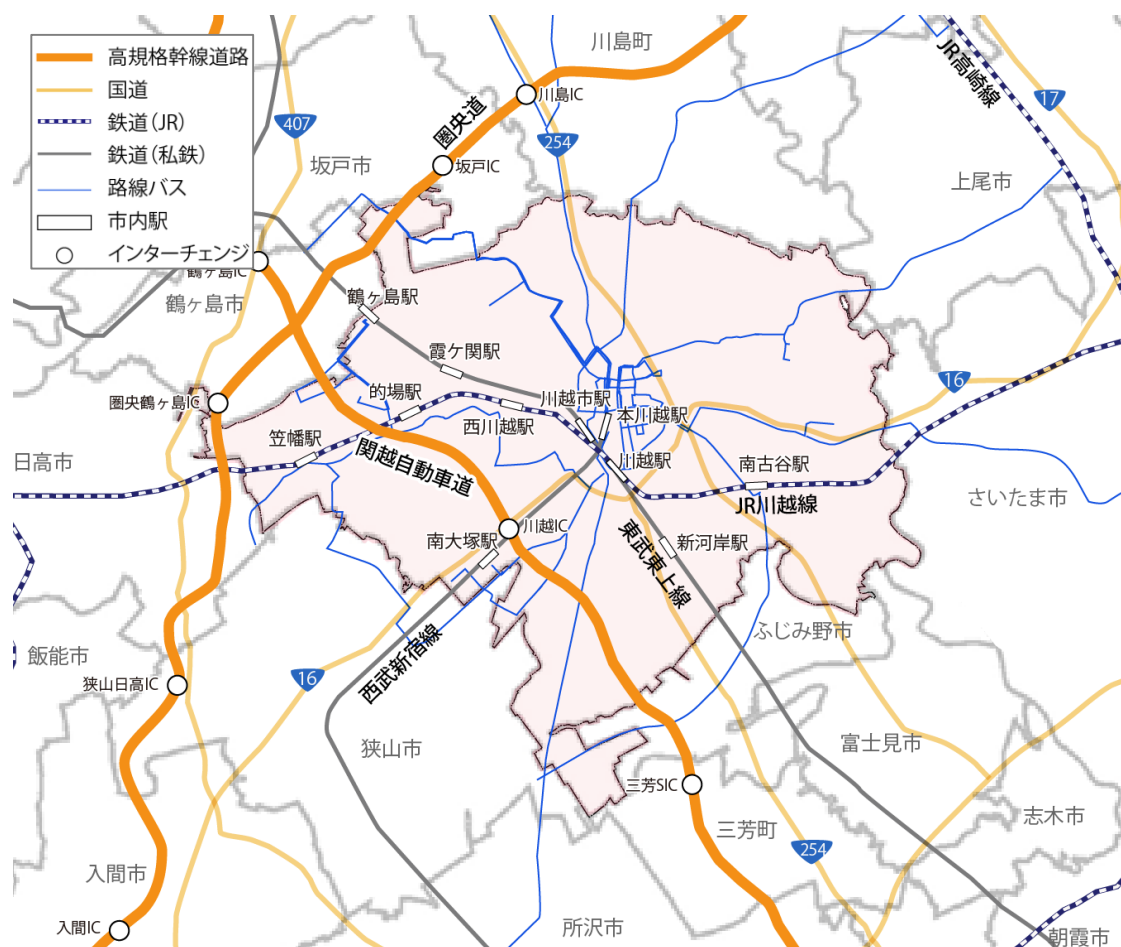 高規格幹線道路
国道
鉄道(JR)
鉄道(私鉄)
路線バス
市内駅
インターチェンジ
川島町
JR高崎線
17
407
圏央道
川島IC
254
坂戸市
坂戸IC
上尾市
鶴ヶ島IC
鶴ヶ島市
鶴ヶ島駅
霞ケ関駅
16
的場駅
川越市駅
本川越駅
圏央鶴ヶ島IC
西川越駅
笠幡駅
関越自動車道
川越駅
南古谷駅
日高市
さいたま市
JR川越線
川越IC
南大塚駅
新河岸駅
東武東上線
ふじみ野市
西武新宿線
飯能市
16
狭山日高IC
狭山市
富士見市
三芳SIC
志木市
三芳町
254
入間市
入間IC
所沢市
朝霞市